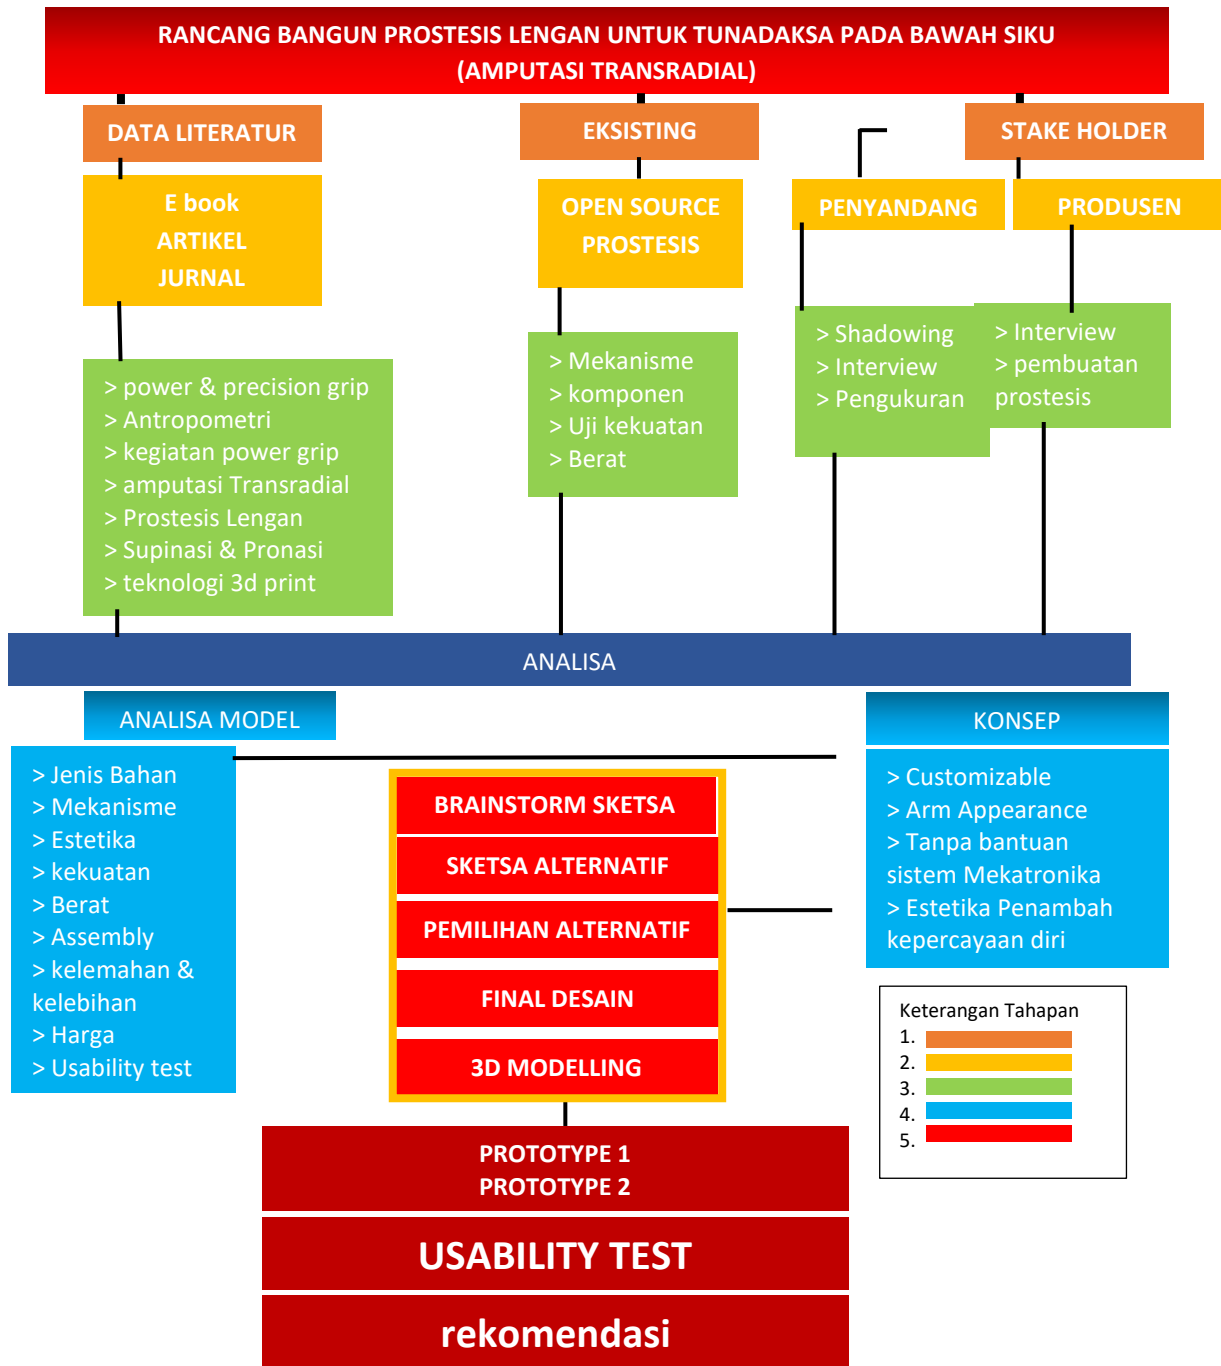 RANCANG BANGUN PROSTESIS LENGAN UNTUK TUNADAKSA PADA BAWAH SIKU
(AMPUTASI TRANSRADIAL)
DATA LITERATUR
EKSISTING
STAKE HOLDER
E book
ARTIKEL
JURNAL
OPEN SOURCE
PROSTESIS
PENYANDANG
PRODUSEN
> power & precision grip
> Antropometri
> kegiatan power grip
> amputasi Transradial
> Prostesis Lengan
> Supinasi & Pronasi
> teknologi 3d print
> Mekanisme
> komponen
> Uji kekuatan
> Berat
> Shadowing
> Interview
> Pengukuran
> Interview
> pembuatan
prostesis
ANALISA
ANALISA MODEL
KONSEP
> Jenis Bahan
> Mekanisme
> Estetika
> kekuatan
> Berat
> Assembly
> kelemahan &
kelebihan
> Harga
> Usability test
BRAINSTORM SKETSA
SKETSA ALTERNATIF
PEMILIHAN ALTERNATIF
FINAL DESAIN
3D MODELLING
> Customizable
> Arm Appearance
> Tanpa bantuan
sistem Mekatronika
> Estetika Penambah
kepercayaan diri
Keterangan Tahapan
1.
2.
3.
4.
5.
PROTOTYPE 1
PROTOTYPE 2
USABILITY TEST
rekomendasi